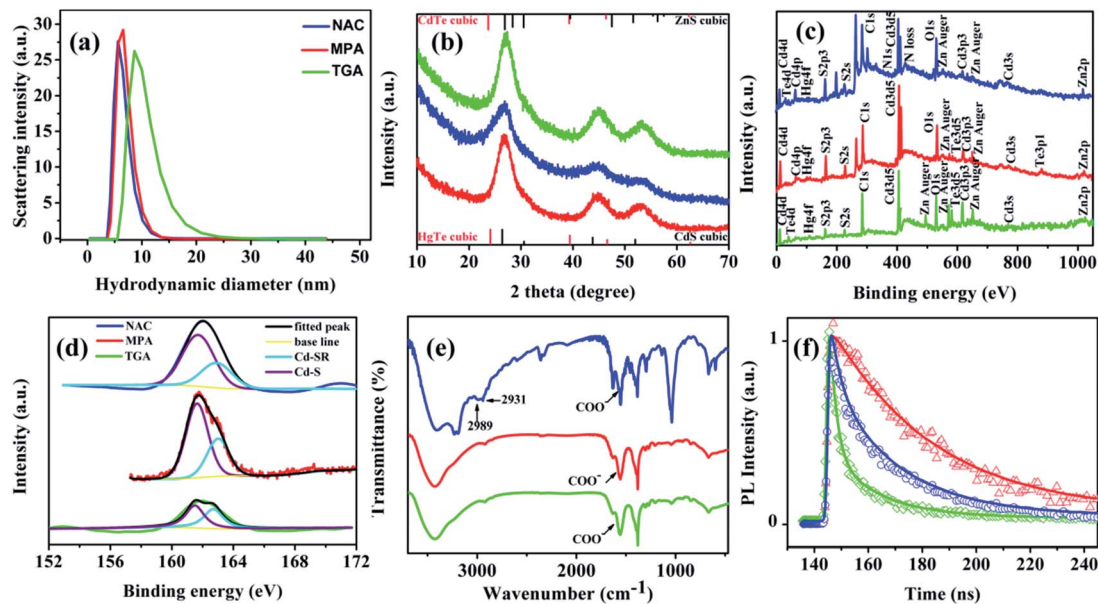 (a)
NAC
MPA
TGA
Scattering intensity (a.u.)
30
25
20
15
10
5
0
0 10 20 30 40 50
Hydrodynamic diameter (nm)
(b)
CdTe cubic
ZnS cubic
HgTe cubic
CdS cubic
Intensity (a.u.)
10 20 30 40 50 60 70
2 theta (degree)
(c)
Cd4d
Te4d
Cd4p
Hg4f
S2p3
S2s
C1s
N1s
Cd3d5
N loss
O1s
Zn Auger
Cd3p3
Zn Auger
Cd3s
Zn2p
Cd4d
Cd4p
Hg4f
S2p3
S2s
C1s
Cd3d5
O1s
Zn Auger
Te3d5
Cd3p3
Zn Auger
Cd3s
Te3p1
Zn2p
Cd4d
Te4d
Hg4f
S2p3
S2s
C1s
Cd3d5
Zn Auger
O1s
Zn Auger
Te3d5
Cd3p3
Zn Auger
Cd3s
Zn2p
Intensity (a.u.)
0 200 400 600 800 1000
Binding energy (eV)
(d)
NAC
MPA
TGA
fitted peak
base line
Cd-SR
Cd-S
Intensity (a.u.)
152 156 160 164 168 172
Binding energy (eV)
(e)
2931
2989
COO
COO⁻
COO
Transmittance (%)
3000 2000 1000
Wavenumber (cm⁻¹)
(f)
PL Intensity (a.u.)
1
0
140 160 180 200 220 240
Time (ns)